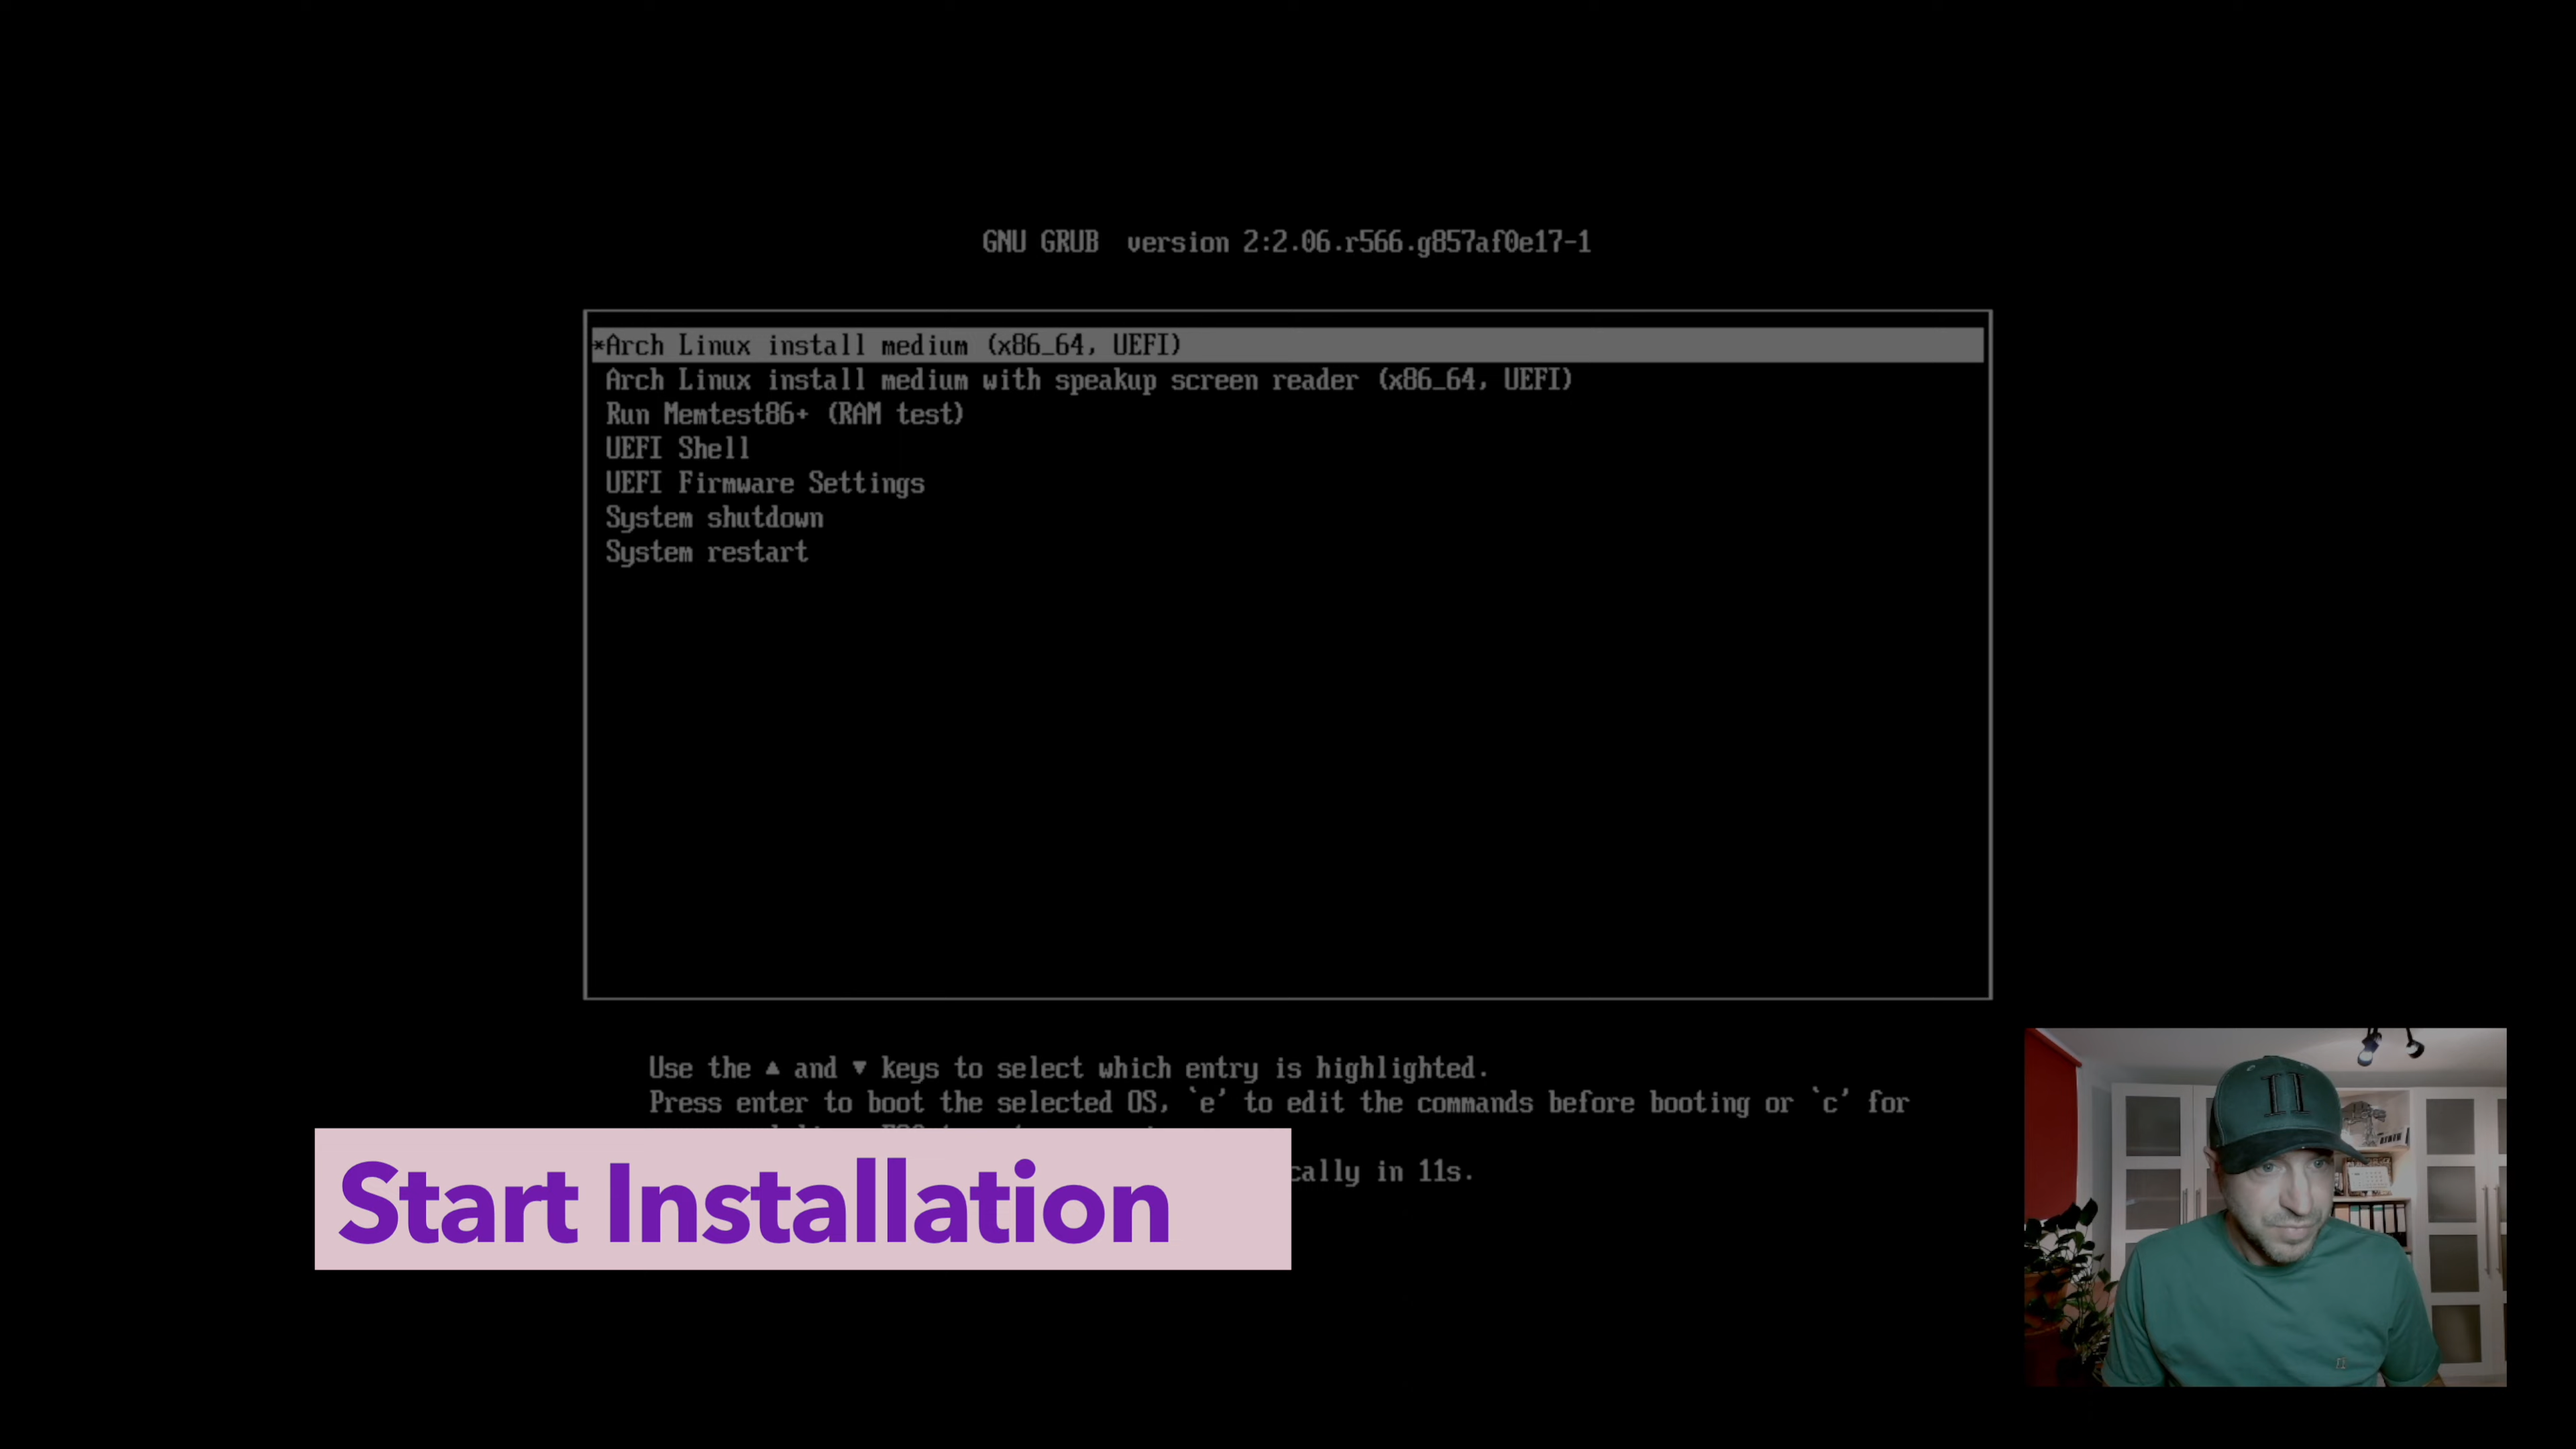 GNU GRUB version 2:2.06.r566.g857af0e17-1
*Arch Linux install medium (x86_64, UEFI)
Arch Linux install medium with speakup screen reader (x86_64, UEFI)
Run Memtest86+ (RAM test)
UEFI Shell
UEFI Firmware Settings
System shutdown
System restart
Use the ▲ and ▼ keys to select which entry is highlighted.
Press enter to boot the selected OS, `e' to edit the commands before booting or `c' for
cally in 11s.
Start Installation